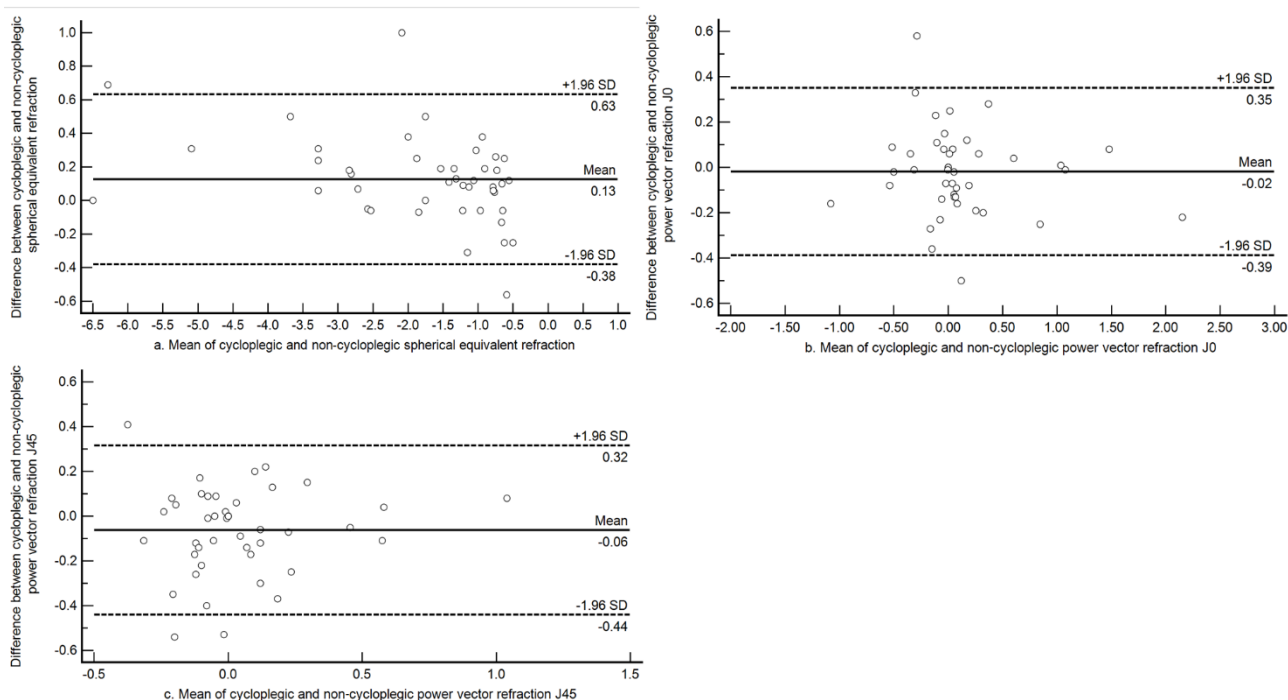 Difference between cycloplegic and non-cycloplegic
spherical equivalent refraction
1.0
0.8
0.6
0.4
0.2
0.0
-0.2
-0.4
-0.6
+1.96 SD
0.63
Mean
0.13
-1.96 SD
-0.38
-6.5 -6.0 -5.5 -5.0 -4.5 -4.0 -3.5 -3.0 -2.5 -2.0 -1.5 -1.0 -0.5 0.0 0.5 1.0
a. Mean of cycloplegic and non-cycloplegic spherical equivalent refraction
Difference between cycloplegic and non-cycloplegic
power vector refraction J0
0.6
0.4
0.2
0.0
-0.2
-0.4
-0.6
+1.96 SD
0.35
Mean
-0.02
-1.96 SD
-0.39
-2.00 -1.50 -1.00 -0.50 0.00 0.50 1.00 1.50 2.00 2.50 3.00
b. Mean of cycloplegic and non-cycloplegic power vector refraction J0
Difference between cycloplegic and non-cycloplegic
power vector refraction J45
0.6
0.4
0.2
0.0
-0.2
-0.4
-0.6
+1.96 SD
0.32
Mean
-0.06
-1.96 SD
-0.44
-0.5 0.0 0.5 1.0 1.5
c. Mean of cycloplegic and non-cycloplegic power vector refraction J45